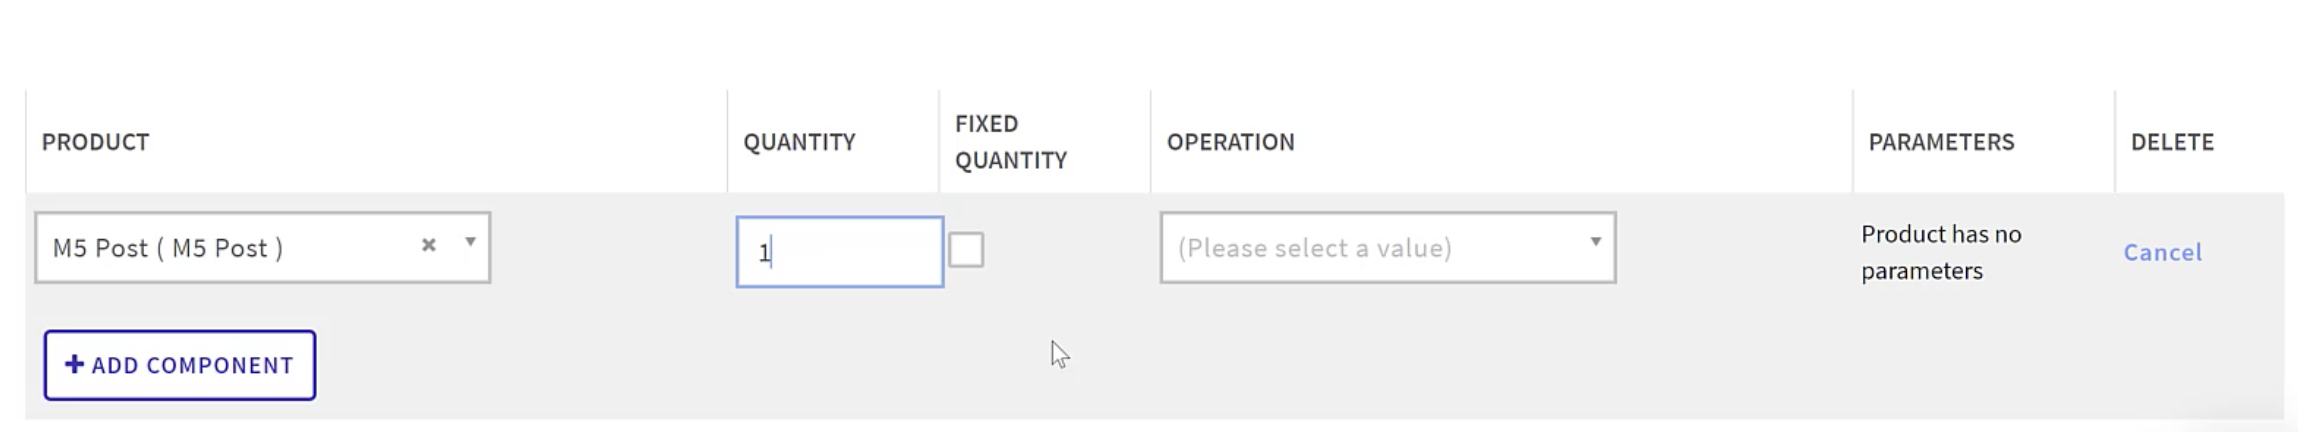 PRODUCT
QUANTITY
FIXED
QUANTITY
OPERATION
PARAMETERS
DELETE
M5 Post ( M5 Post )
1
(Please select a value)
Product has no
parameters
Cancel
+ ADD COMPONENT